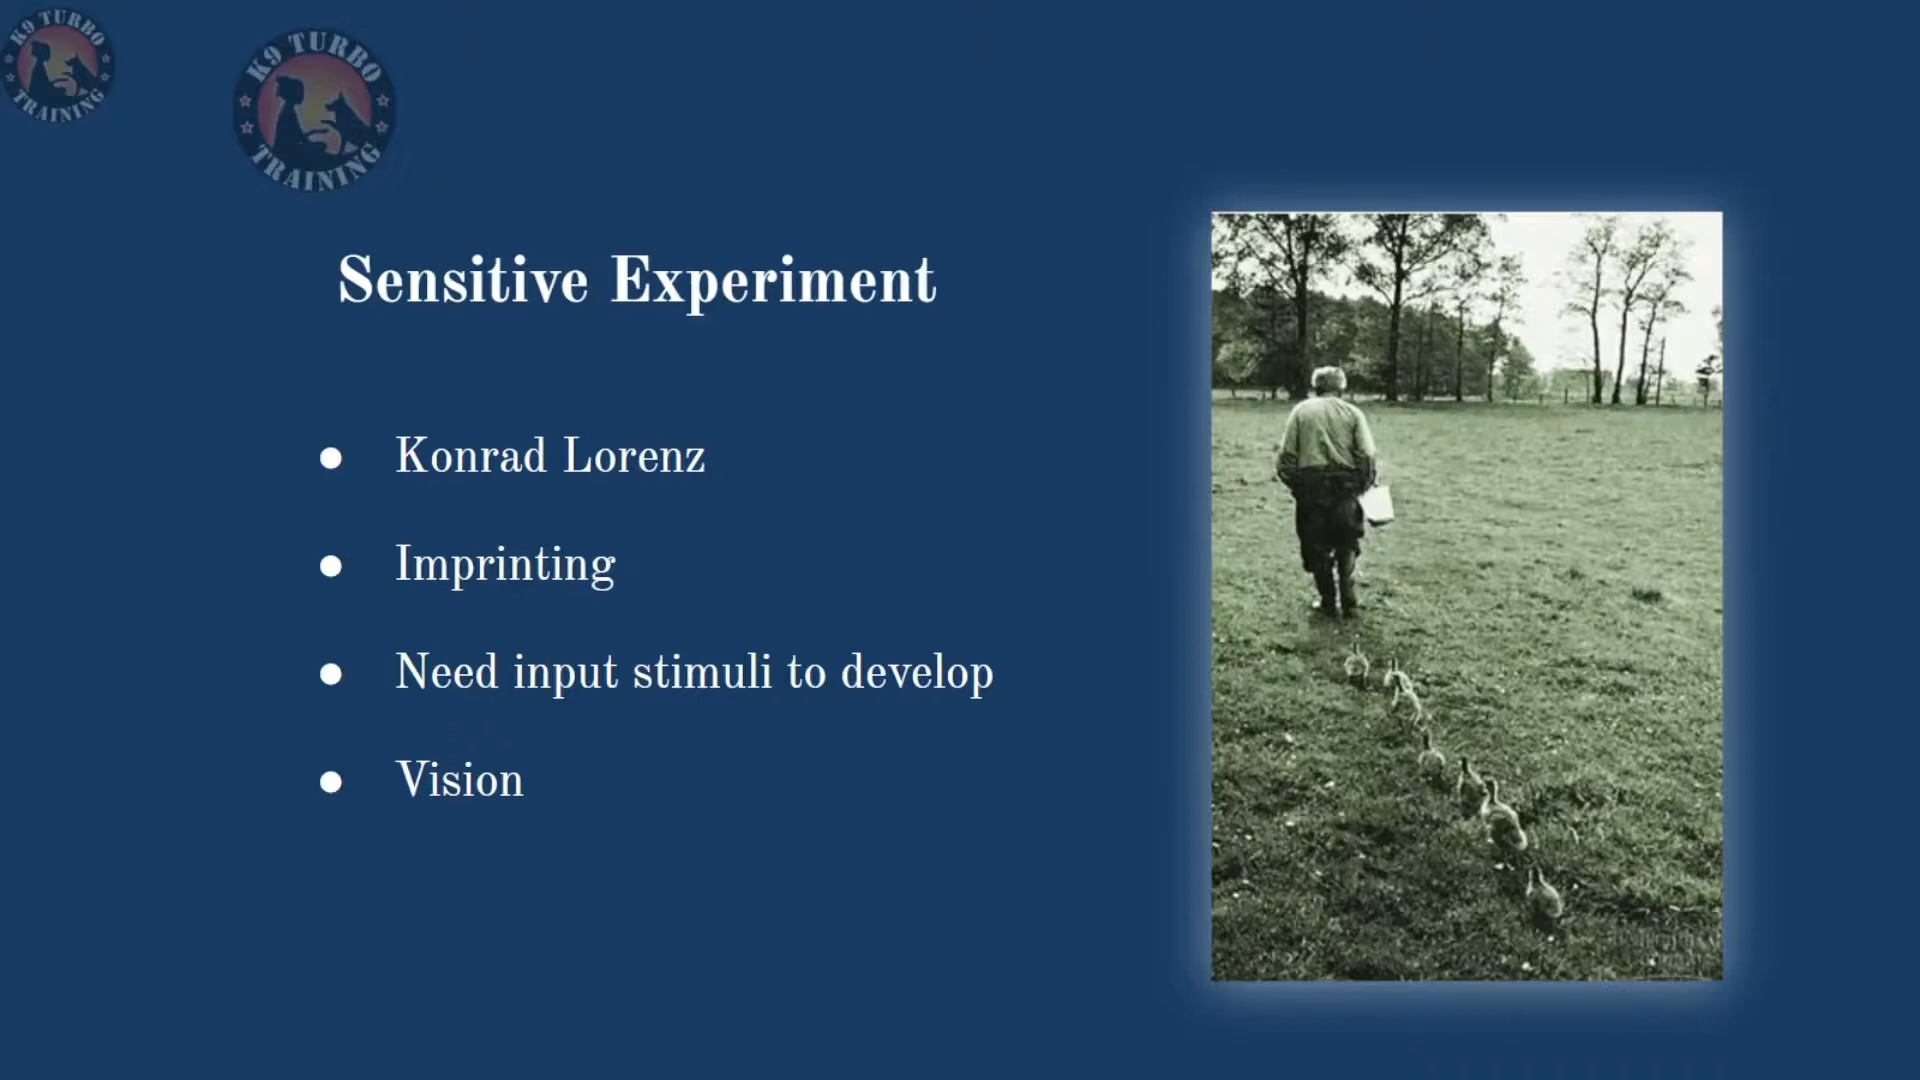 K9 TURBO
TRAINING
K9 TURBO
TRAINING
Sensitive Experiment
● Konrad Lorenz
● Imprinting
● Need input stimuli to develop
● Vision